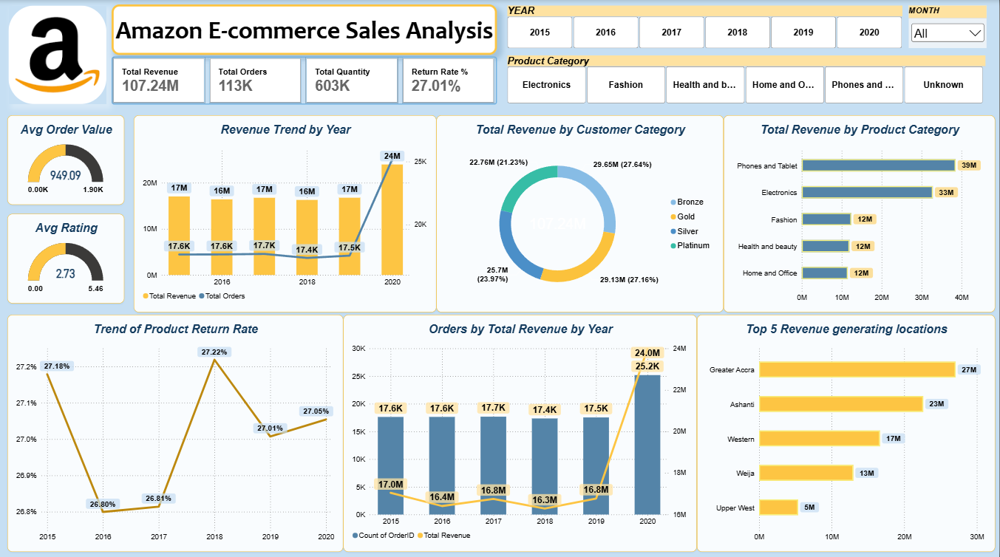 a
Amazon E-commerce Sales Analysis
YEAR
2015 2016 2017 2018 2019 2020
MONTH
All
Total Revenue
107.24M
Total Orders
113K
Total Quantity
603K
Return Rate %
27.01%
Product Category
Electronics
Fashion
Health and b...
Home and O...
Phones and ...
Unknown
Avg Order Value
949.09
0.00K 1.90K
Avg Rating
2.73
0.00 5.46
Revenue Trend by Year
24M
25K
20M
17M 16M 17M 16M 17M
20K
10M
17.6K 17.6K 17.7K 17.4K 17.5K
0M
2016 2018 2020
Total Revenue Total Orders
Total Revenue by Customer Category
22.76M (21.23%)
29.65M (27.64%)
107.24M
25.7M
(23.97%)
29.13M (27.16%)
Bronze
Gold
Silver
Platinum
Total Revenue by Product Category
Phones and Tablet 39M
Electronics 33M
Fashion 12M
Health and beauty 12M
Home and Office 12M
0M 10M 20M 30M 40M
Trend of Product Return Rate
27.22%
27.2%
27.18%
27.1%
27.05%
27.01%
27.0%
26.9%
26.81%
26.80%
26.8%
2015 2016 2017 2018 2019 2020
Orders by Total Revenue by Year
30K 24M
24.0M
25.2K
25K
22M
20K
17.6K 17.6K 17.7K 17.4K 17.5K
20M
15K
10K
18M
5K
17.0M 16.4M 16.8M 16.3M 16.8M
0K 16M
2015 2016 2017 2018 2019 2020
Count of OrderID Total Revenue
Top 5 Revenue generating locations
Greater Accra 27M
Ashanti 23M
Western 17M
Weija 13M
Upper West 5M
0M 10M 20M 30M